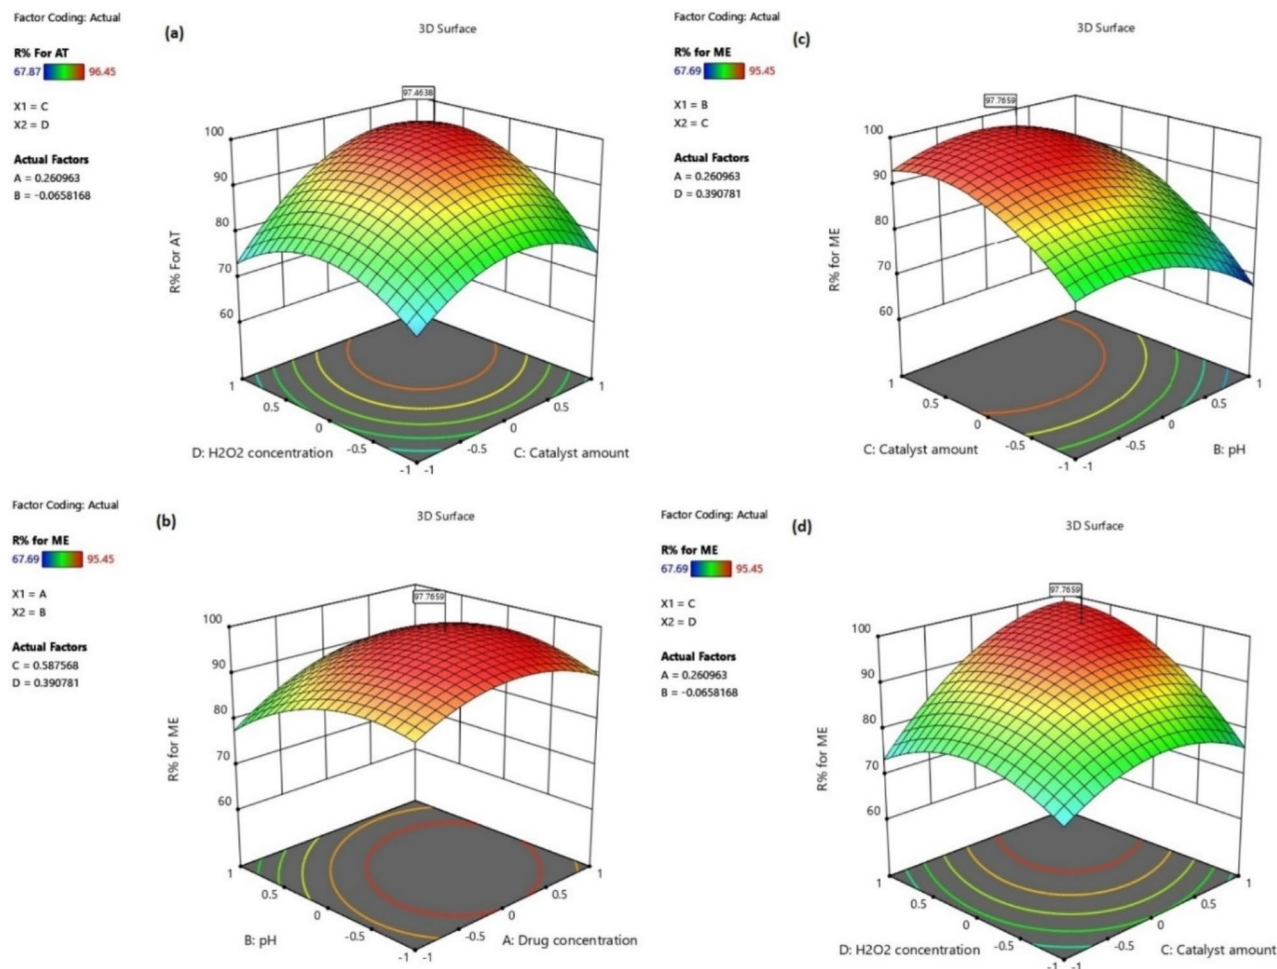 Factor Coding: Actual
(a)
3D Surface
R% For AT
67.87 96.45
X1 = C
X2 = D
Actual Factors
A = 0.260963
B = -0.0658168
97.4638
100
90
80
70
60
R% For AT
1
0.5
0
-0.5
-1
-1
-0.5
0
0.5
1
D: H2O2 concentration
C: Catalyst amount
Factor Coding: Actual
(c)
3D Surface
R% for ME
67.69 95.45
X1 = B
X2 = C
Actual Factors
A = 0.260963
D = 0.390781
97.7659
100
90
80
70
60
R% for ME
1
0.5
0
-0.5
-1
-1
-0.5
0
0.5
1
C: Catalyst amount
B: pH
Factor Coding: Actual
(b)
3D Surface
R% for ME
67.69 95.45
X1 = A
X2 = B
Actual Factors
C = 0.587568
D = 0.390781
97.7659
100
90
80
70
60
R% for ME
1
0.5
0
-0.5
-1
-1
-0.5
0
0.5
1
B: pH
A: Drug concentration
Factor Coding: Actual
(d)
3D Surface
R% for ME
67.69 95.45
X1 = C
X2 = D
Actual Factors
A = 0.260963
B = -0.0658168
97.7659
100
90
80
70
60
R% for ME
1
0.5
0
-0.5
-1
-1
-0.5
0
0.5
1
D: H2O2 concentration
C: Catalyst amount